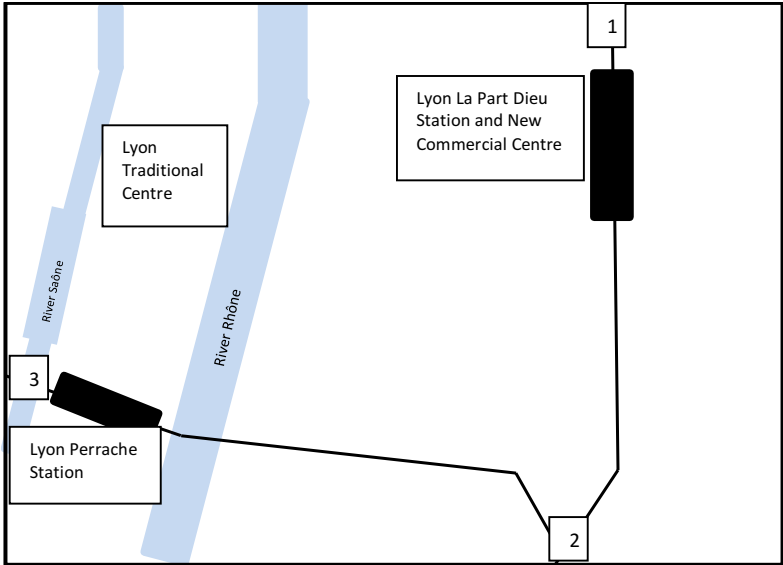 1
Lyon La Part Dieu
Station and New
Commercial Centre
Lyon
Traditional
Centre
River Saône
River Rhône
3
Lyon Perrache
Station
2